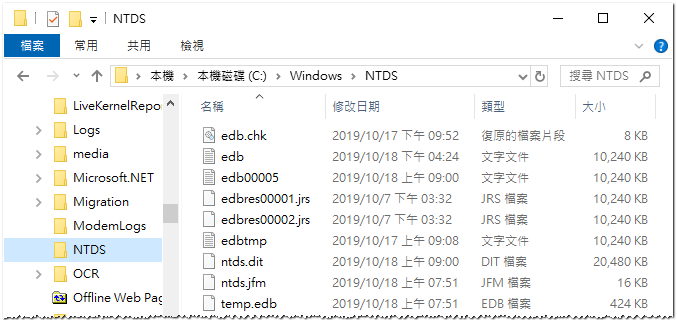 NTDS
檔案 常用 共用 檢視
本機 本機磁碟 (C:) Windows NTDS 搜尋 NTDS
名稱 修改日期 類型 大小
LiveKernelRepo
Logs
media
Microsoft.NET
Migration
ModemLogs
NTDS
OCR
Offline Web Pag
edb.chk 2019/10/17 下午 09:52 復原的檔案片段 8 KB
edb 2019/10/18 下午 04:24 文字文件 10,240 KB
edb00005 2019/10/18 上午 09:00 文字文件 10,240 KB
edbres00001.jrs 2019/10/7 下午 03:32 JRS 檔案 10,240 KB
edbres00002.jrs 2019/10/7 下午 03:32 JRS 檔案 10,240 KB
edbtmp 2019/10/17 上午 09:08 文字文件 10,240 KB
ntds.dit 2019/10/18 上午 09:00 DIT 檔案 20,480 KB
ntds.jfm 2019/10/18 上午 07:51 JFM 檔案 16 KB
temp.edb 2019/10/18 上午 07:51 EDB 檔案 424 KB